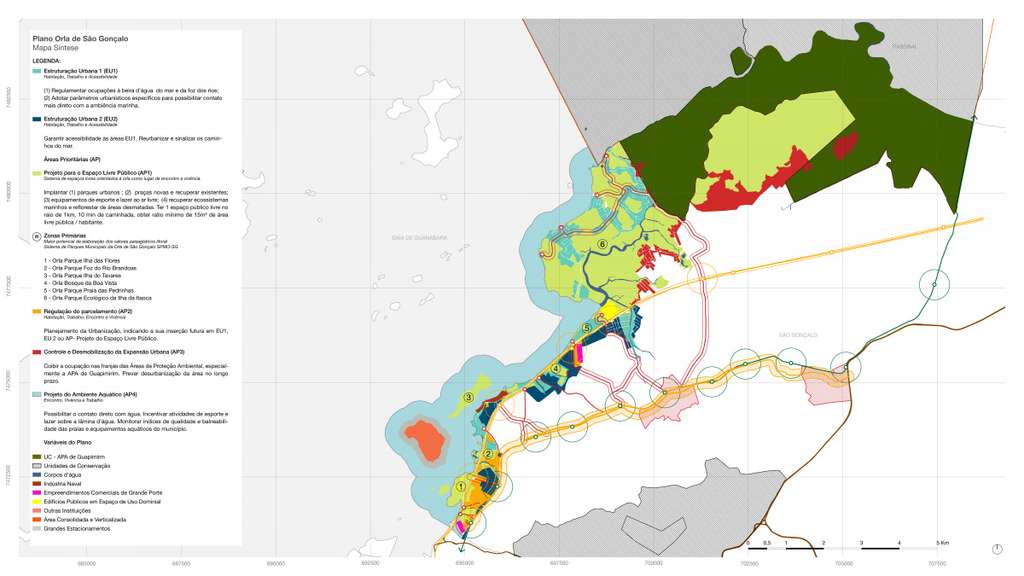 Plano Orla de São Gonçalo
Mapa Síntese
LEGENDA:
Estruturação Urbana 1 (EU1)
Habitação, Trabalho e Acessibilidade
(1) Regulamentar ocupações à beira d'água do mar e da foz dos rios;
(2) Adotar parâmetros urbanísticos específicos para possibilitar contato
mais direto com a ambiência marinha.
Estruturação Urbana 2 (EU2)
Habitação, Trabalho e Acessibilidade
Garantir acessibilidade às áreas EU1. Reurbanizar e sinalizar os camin-
hos do mar.
Áreas Prioritárias (AP)
Projeto para o Espaço Livre Público (AP1)
Sistema de espaços livres orientados à orla como lugar de encontro e vivência
Implantar (1) parques urbanos ; (2) praças novas e recuperar existentes;
(3) equipamentos de esporte e lazer ao ar livre; (4) recuperar ecossistemas
marinhos e reflorestar de áreas desmatadas. Ter 1 espaço público livre no
raio de 1km, 10 min de caminhada, obter ratio mínimo de 15m² de área
livre pública / habitante.
Zonas Primárias
Maior potencial de elaboração dos valores paisagísticos litoral
Sistema de Parques Municipais da Orla de São Gonçalo SPMO-SG
1 - Orla Parque Ilha das Flores
2 - Orla Parque Foz do Rio Brandoas
3 - Orla Parque Ilha do Tavares
4 - Orla Bosque da Boa Vista
5 - Orla Parque Praia das Pedrinhas
6 - Orla Parque Ecológico da Ilha da Itaoca
Regulação do parcelamento (AP2)
Habitação, Trabalho, Encontro e Vivência
Planejamento da Urbanização, indicando a sua inserção futura em EU1,
EU 2 ou AP- Projeto do Espaço Livre Público.
Controle e Desmobilização da Expansão Urbana (AP3)
Coibir a ocupação nas franjas das Áreas de Proteção Ambiental, especial-
mente a APA de Guapimirim. Prever desurbanização da área no longo
prazo.
Projeto do Ambiente Aquático (AP4)
Encontro, Vivência e Trabalho
Possibilitar o contato direto com água. Incentivar atividades de esporte e
lazer sobre a lâmina d'água. Monitorar índices de qualidade e balneabili-
dade das praias e equipamentos aquáticos do município.
Variáveis do Plano
UC - APA de Guapimirim
Unidades de Conservação
Corpos d'água
Indústria Naval
Empreendimentos Comerciais de Grande Porte
Edifícios Públicos em Espaço de Uso Dominial
Outras Instituições
Área Consolidada e Verticalizada
Grandes Estacionamentos
BAÍA DE GUANABARA
SÃO GONÇALO
1
2
3
4
5
6
0 0,5 1 2 3 4 5 Km
7480000
7477500
7475000
7472500
695000
697500
700000
702500
705000
707500